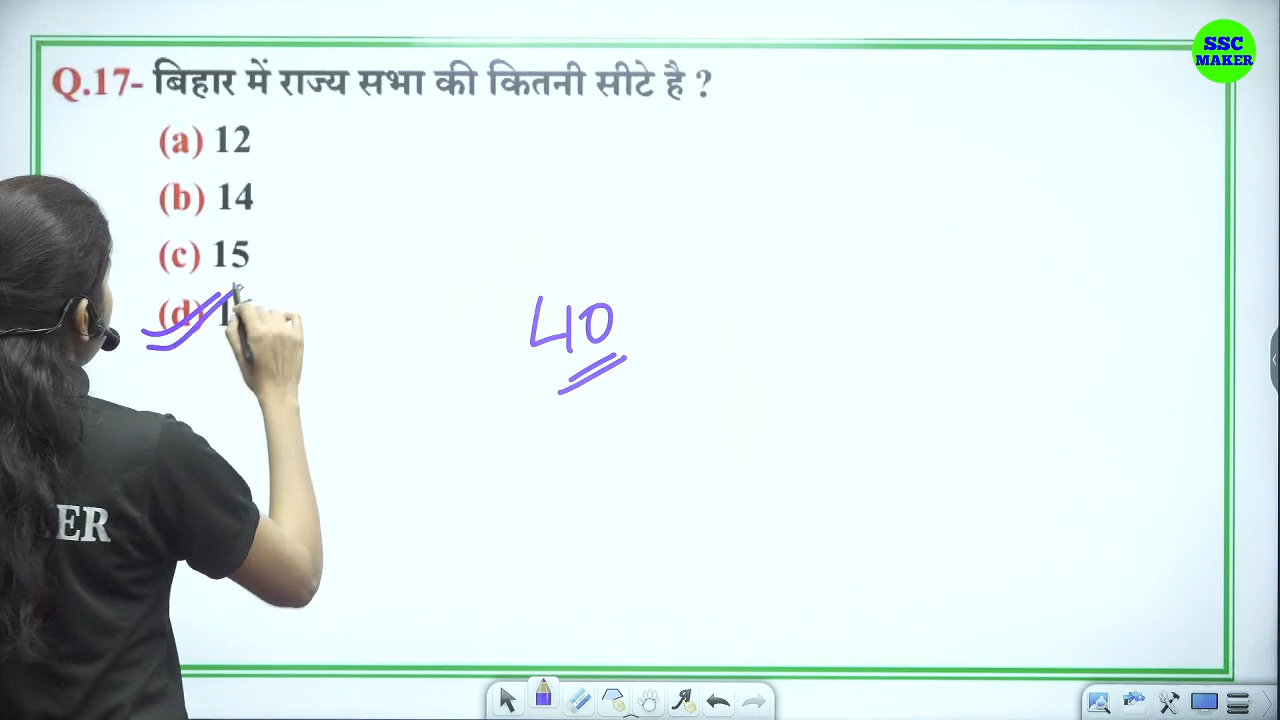 SSC
MAKER
Q.17- बिहार में राज्य सभा की कितनी सीटे है ?
(a) 12
(b) 14
(c) 15
(d)
40
ER